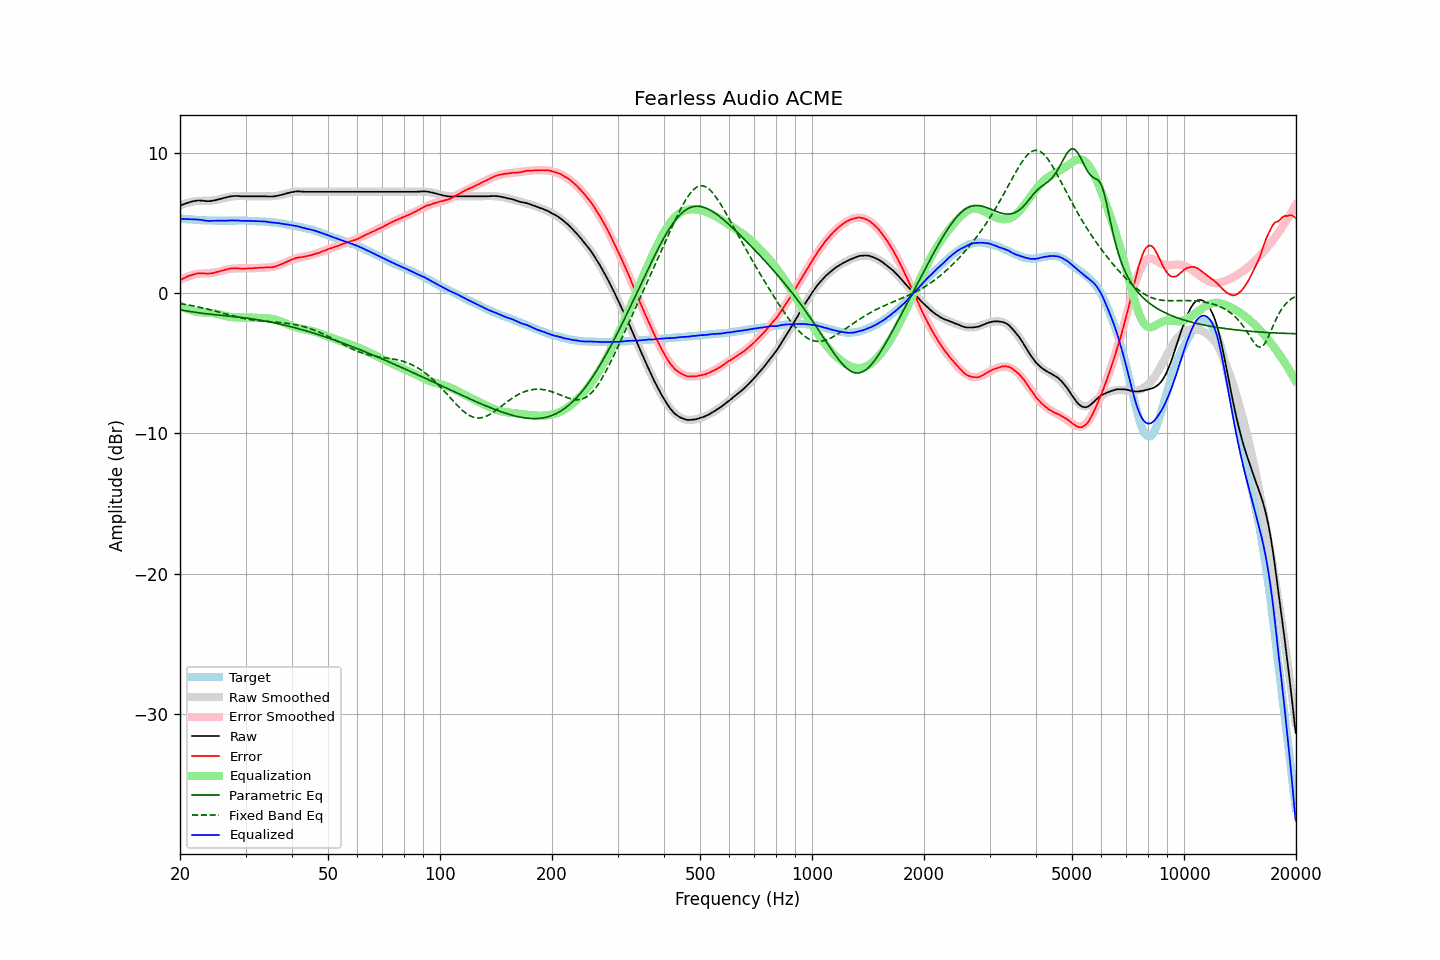 Fearless Audio ACME
Amplitude (dBr)
10
0
−10
−20
−30
Target
Raw Smoothed
Error Smoothed
Raw
Error
Equalization
Parametric Eq
Fixed Band Eq
Equalized
20 50 100 200 500 1000 2000 5000 10000 20000
Frequency (Hz)